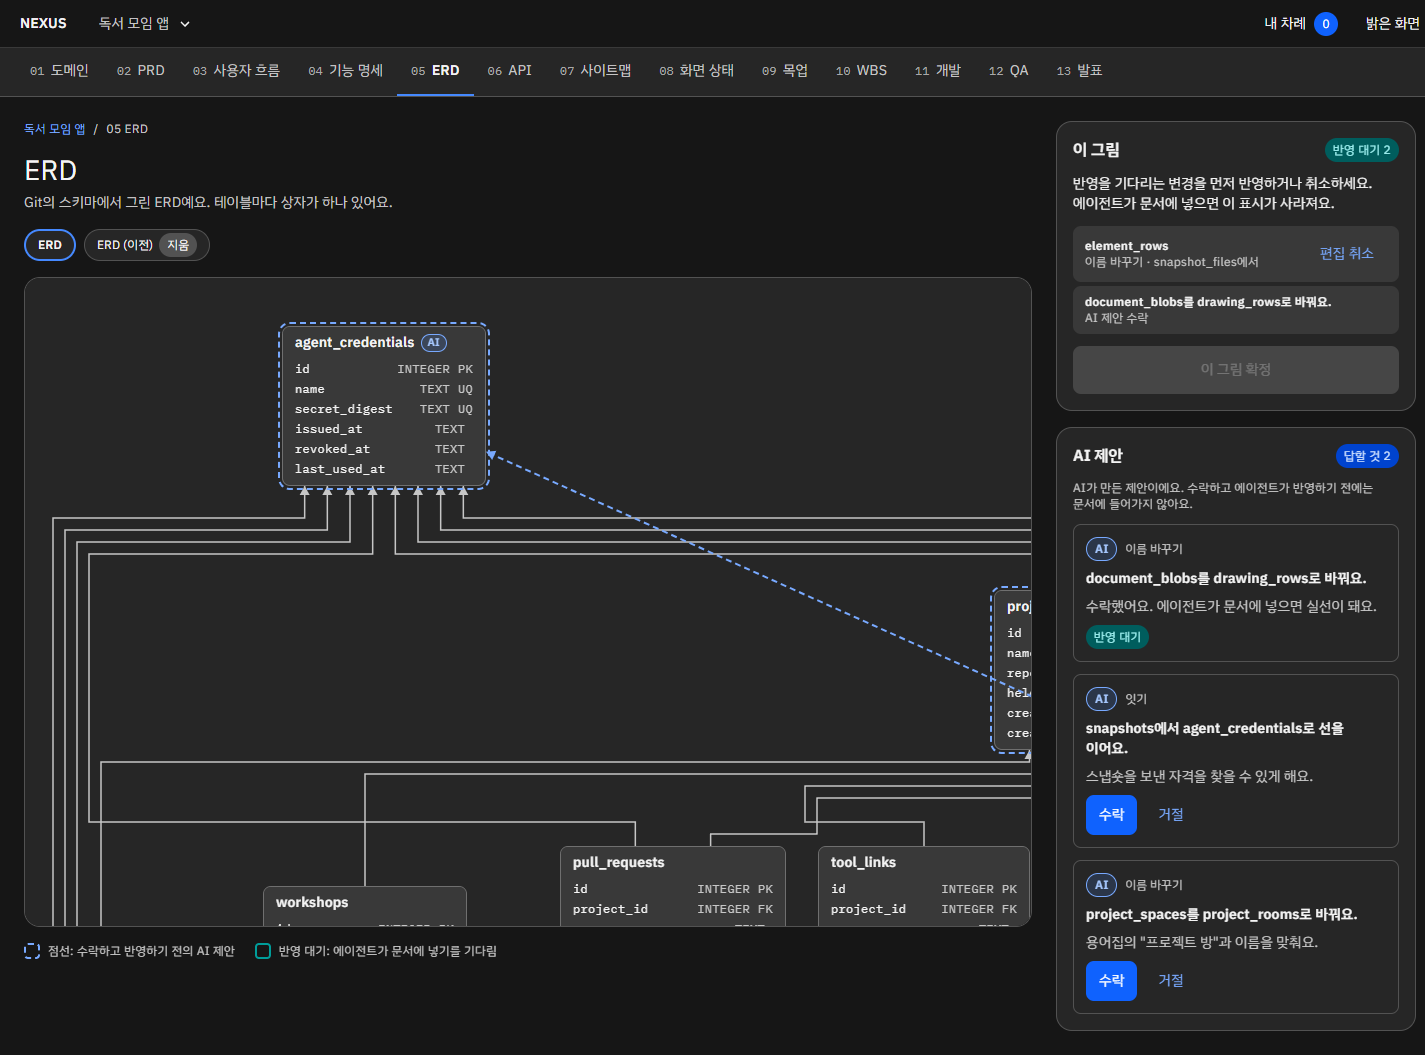 NEXUS
독서 모임 앱
내 차례 0
밝은 화면
01 도메인
02 PRD
03 사용자 흐름
04 기능 명세
05 ERD
06 API
07 사이트맵
08 화면 상태
09 목업
10 WBS
11 개발
12 QA
13 발표
독서 모임 앱 / 05 ERD
ERD
Git의 스키마에서 그린 ERD예요. 테이블마다 상자가 하나 있어요.
ERD
ERD (이전) 지움
agent_credentials AI
id INTEGER PK
name TEXT UQ
secret_digest TEXT UQ
issued_at TEXT
revoked_at TEXT
last_used_at TEXT
proj
id
name
repo
held
crea
crea
pull_requests
id INTEGER PK
project_id INTEGER FK
tool_links
id INTEGER PK
project_id INTEGER FK
workshops
점선: 수락하고 반영하기 전의 AI 제안
반영 대기: 에이전트가 문서에 넣기를 기다림
이 그림
반영 대기 2
반영을 기다리는 변경을 먼저 반영하거나 취소하세요.
에이전트가 문서에 넣으면 이 표시가 사라져요.
element_rows
이름 바꾸기 · snapshot_files에서
편집 취소
document_blobs를 drawing_rows로 바꿔요.
AI 제안 수락
이 그림 확정
AI 제안
답할 것 2
AI가 만든 제안이에요. 수락하고 에이전트가 반영하기 전에는
문서에 들어가지 않아요.
AI 이름 바꾸기
document_blobs를 drawing_rows로 바꿔요.
수락했어요. 에이전트가 문서에 넣으면 실선이 돼요.
반영 대기
AI 잇기
snapshots에서 agent_credentials로 선을
이어요.
스냅숏을 보낸 자격을 찾을 수 있게 해요.
수락
거절
AI 이름 바꾸기
project_spaces를 project_rooms로 바꿔요.
용어집의 "프로젝트 방"과 이름을 맞춰요.
수락
거절